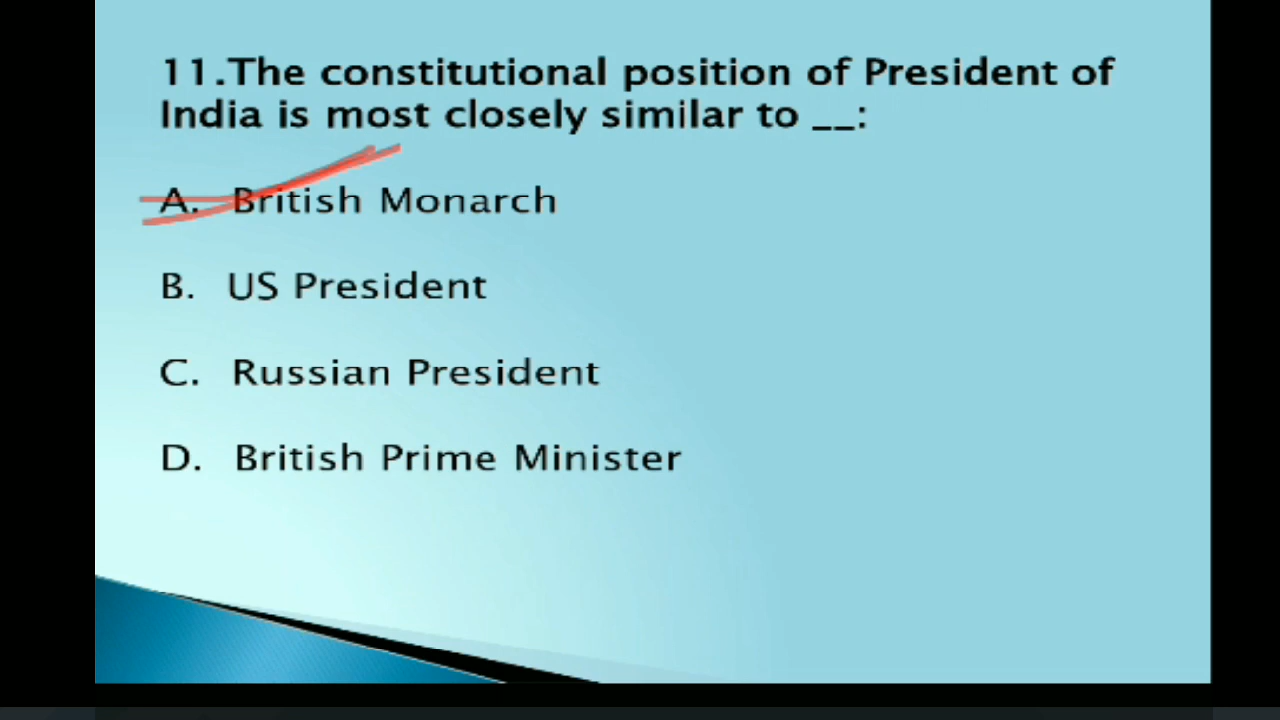 11.The constitutional position of President of
India is most closely similar to __:
A. British Monarch
B. US President
C. Russian President
D. British Prime Minister